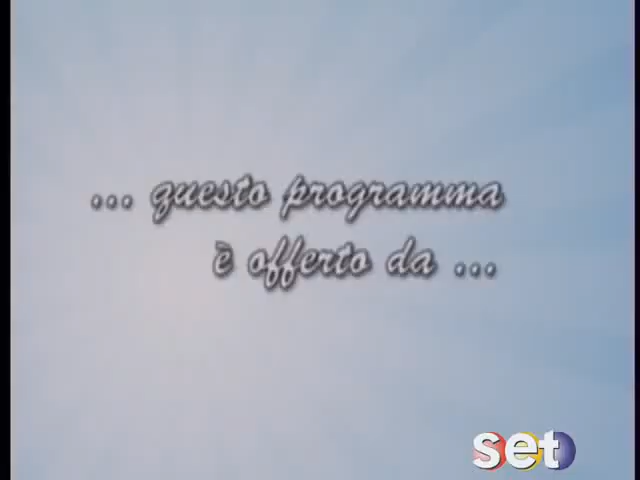 ... questo programma
è offerto da ...
set